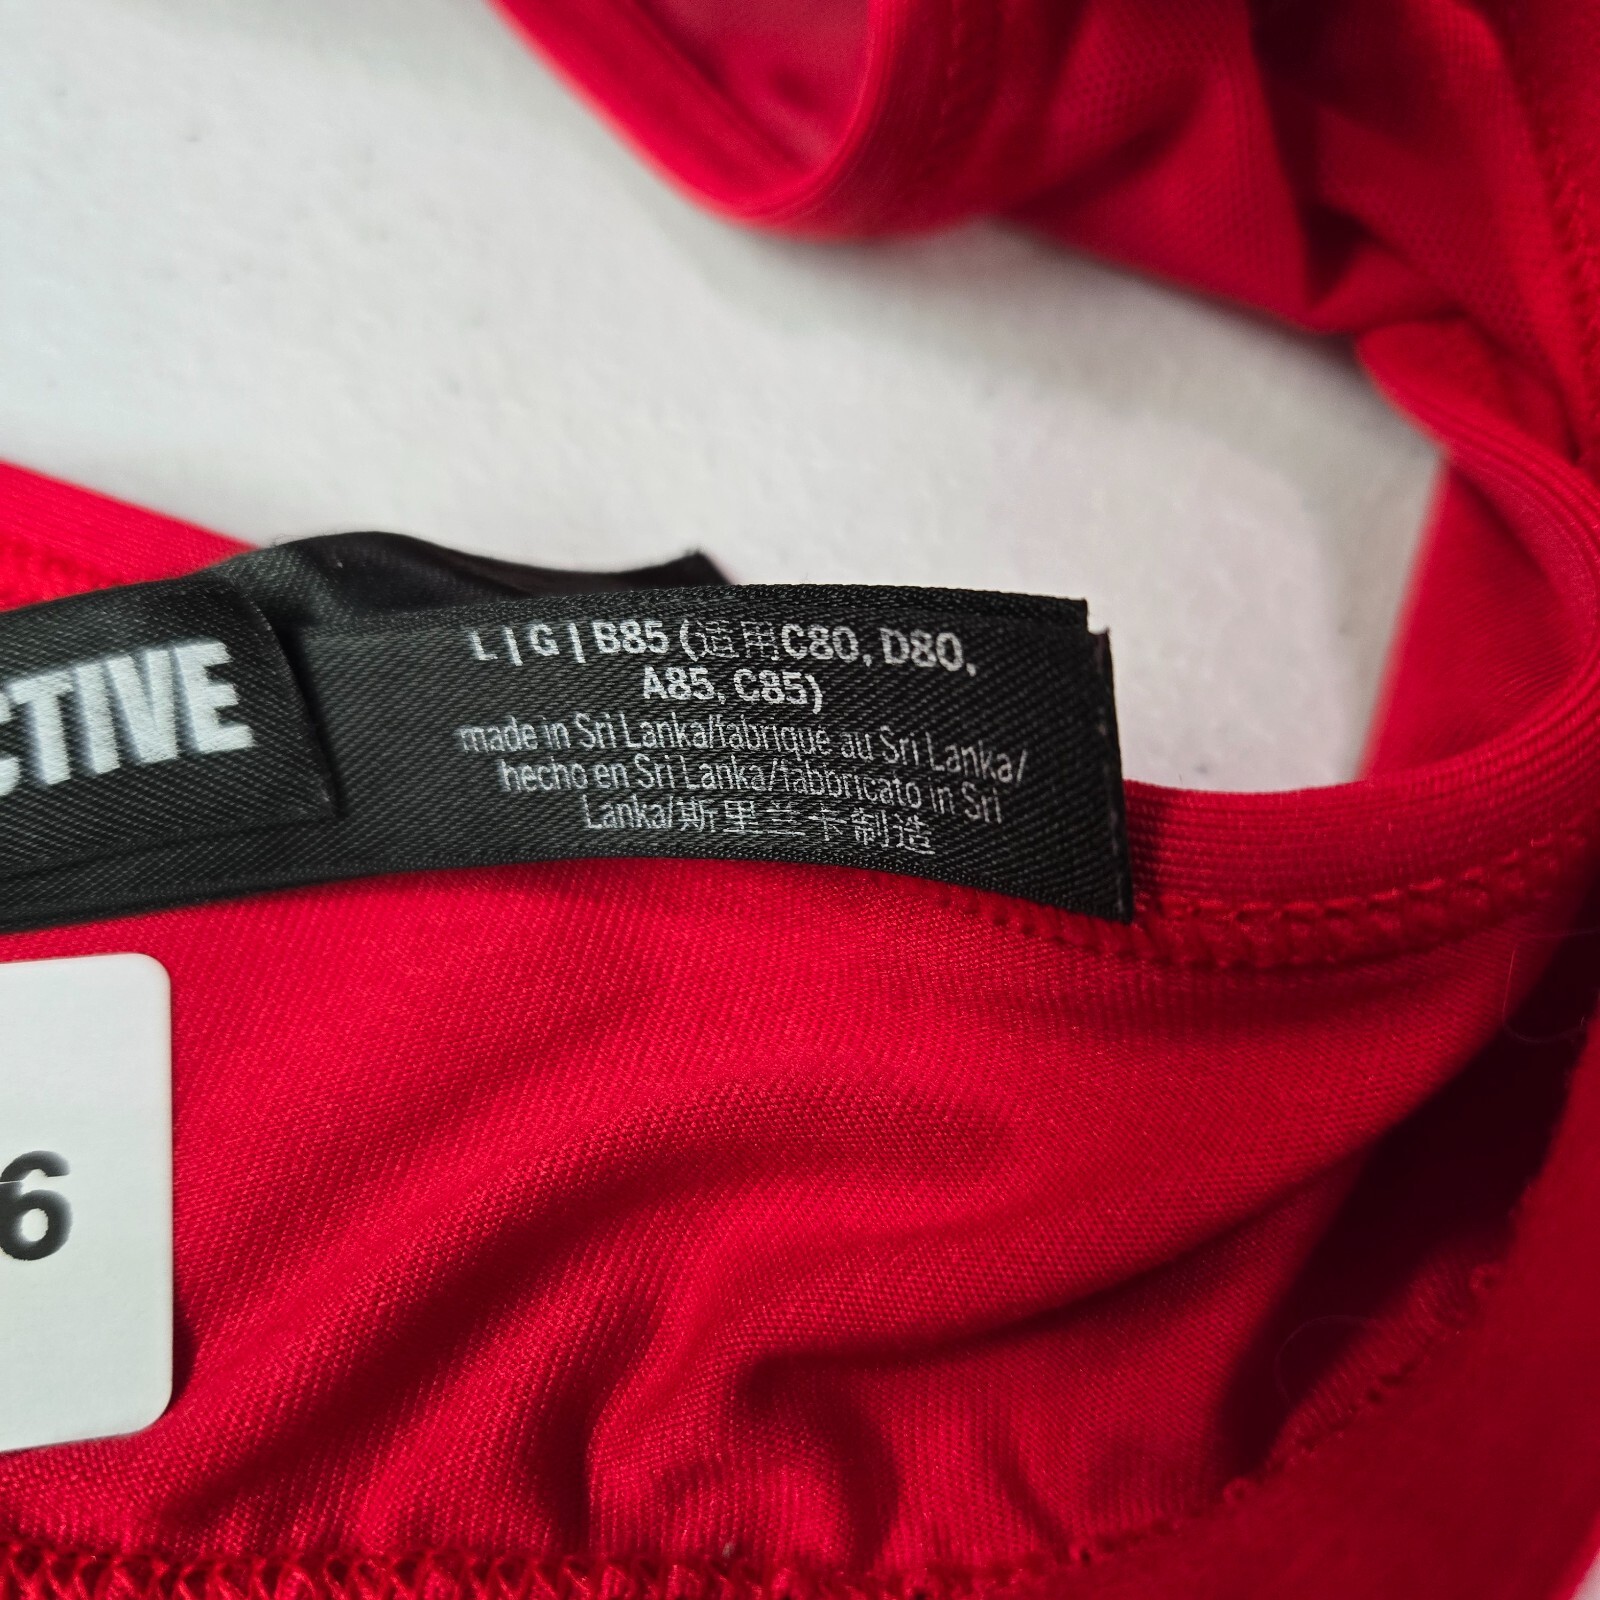 CTIVE
L | G | B85 (适用C80, D80,
A85, C85)
made in Sri Lanka/fabriqué au Sri Lanka/
hecho en Sri Lanka/fabbricato in Sri
Lanka/斯里兰卡制造
6